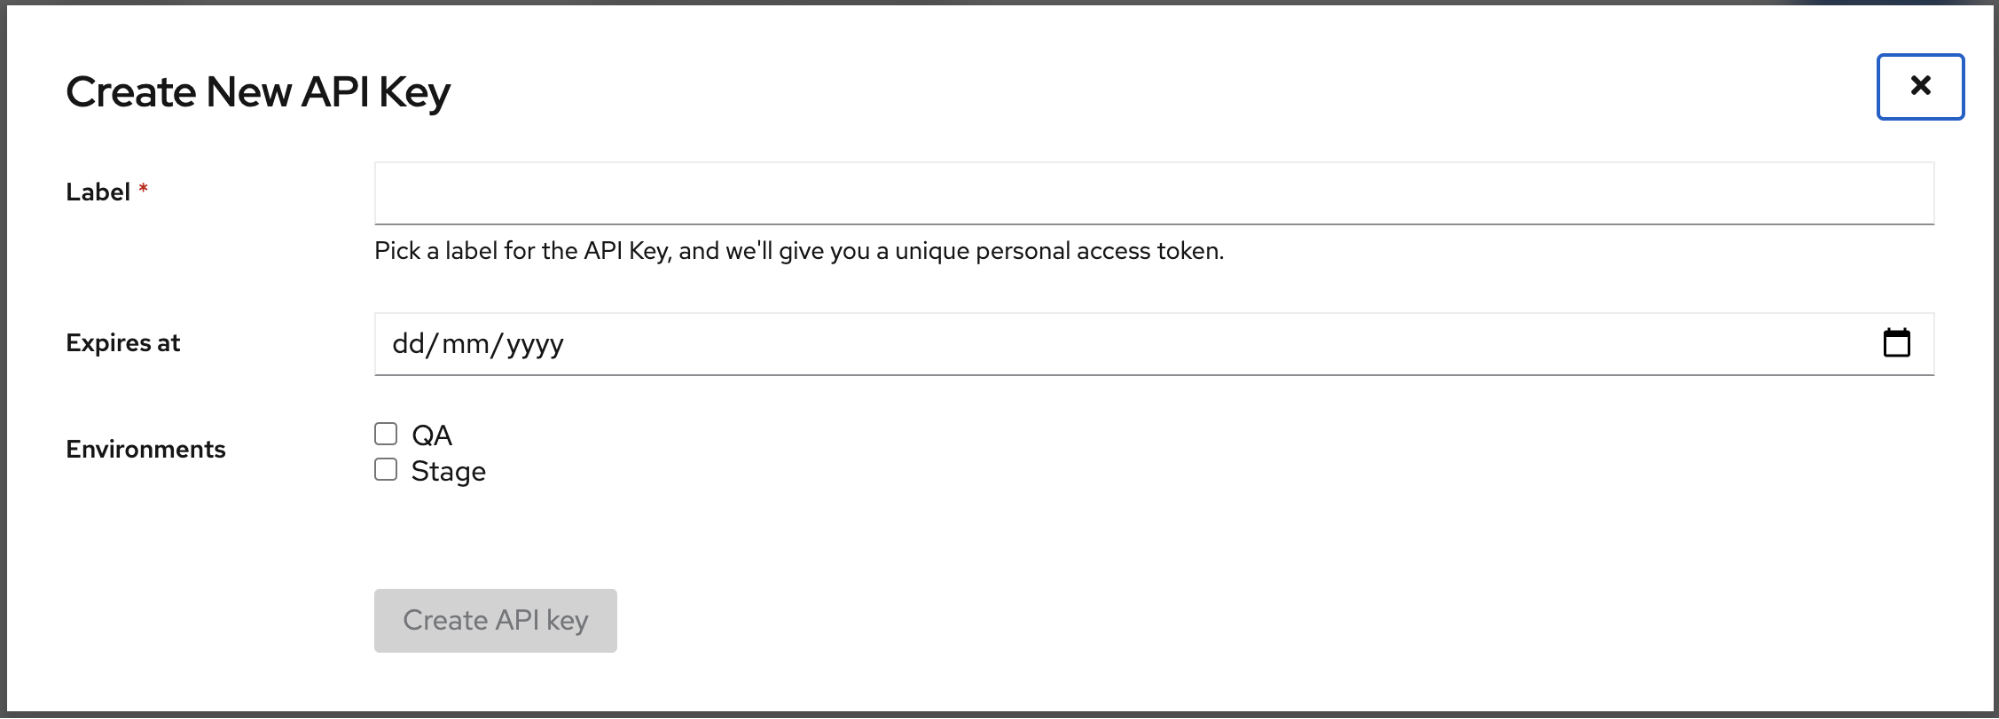 Create New API Key
Label *
Pick a label for the API Key, and we'll give you a unique personal access token.
Expires at
dd/mm/yyyy
Environments
QA
Stage
Create API key